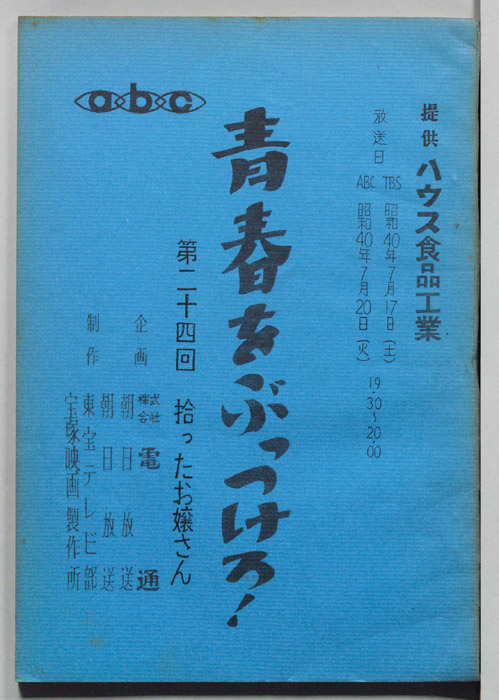 提供 ハウス食品工業
放送日
TBS 昭和40年7月17日(土)
ABC 昭和40年7月20日(火)
19.30~20.00
青春をぶっつけろ!
abc
第二十四回 拾ったお嬢さん
企画 株式会社 電通
朝日放送
制作 朝日放送
東宝テレビ部
宝塚映画製作所